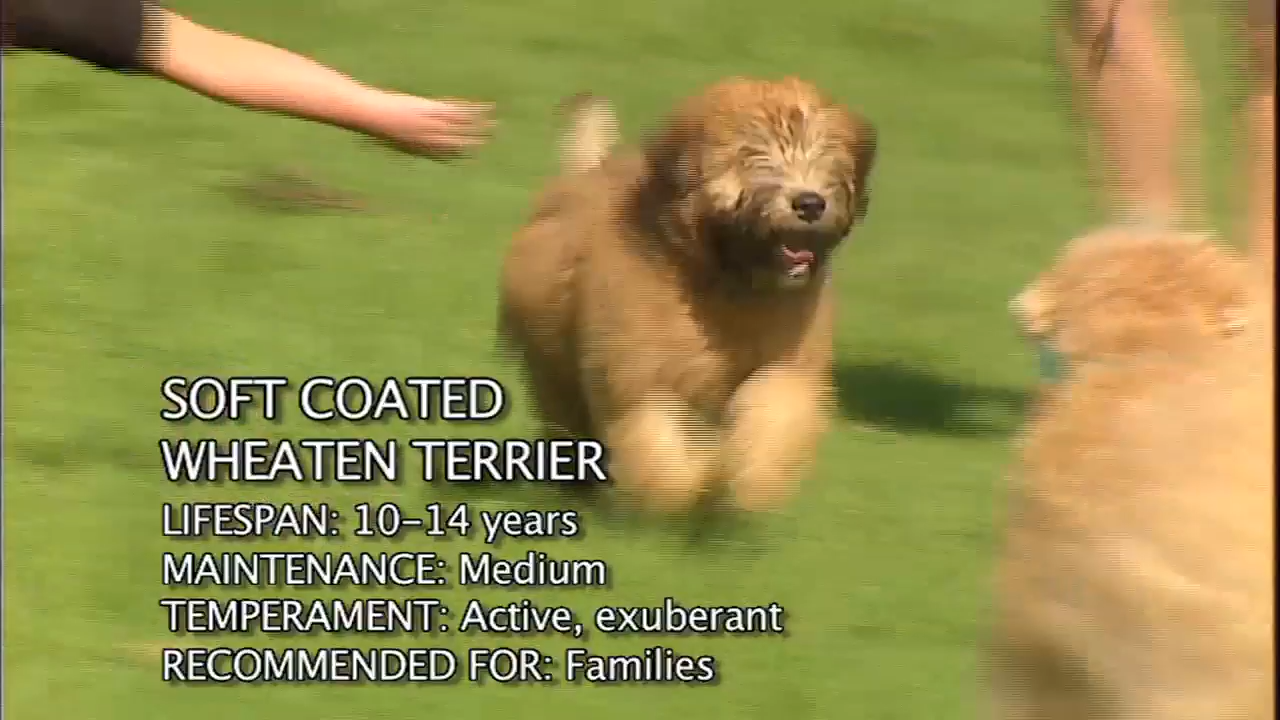 SOFT COATED
WHEATEN TERRIER
LIFESPAN: 10–14 years
MAINTENANCE: Medium
TEMPERAMENT: Active, exuberant
RECOMMENDED FOR: Families